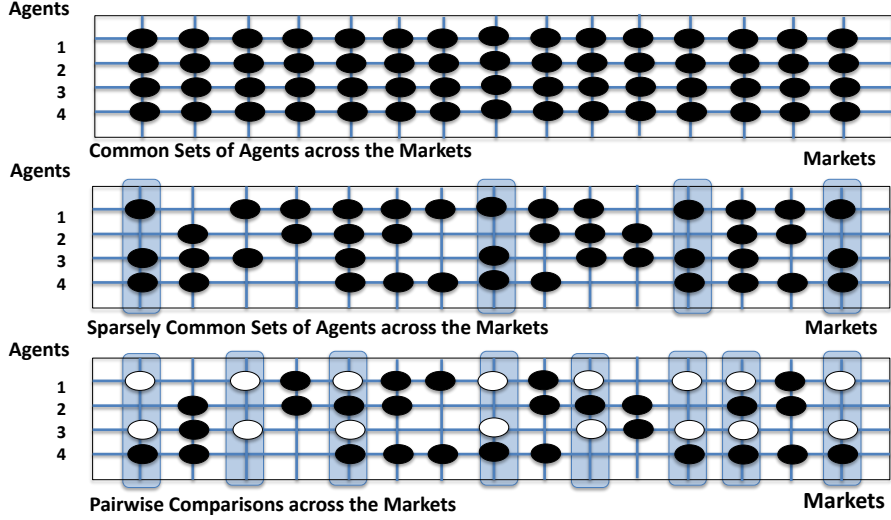 Agents
1
2
3
4
Common Sets of Agents across the Markets
Markets
Agents
1
2
3
4
Sparsely Common Sets of Agents across the Markets
Markets
Agents
1
2
3
4
Pairwise Comparisons across the Markets
Markets